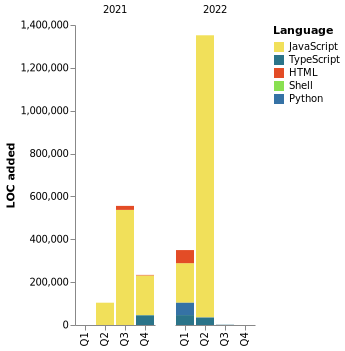 2021
2022
LOC added
1,400,000
1,200,000
1,000,000
800,000
600,000
400,000
200,000
0
Q1
Q2
Q3
Q4
Q1
Q2
Q3
Q4
Language
JavaScript
TypeScript
HTML
Shell
Python